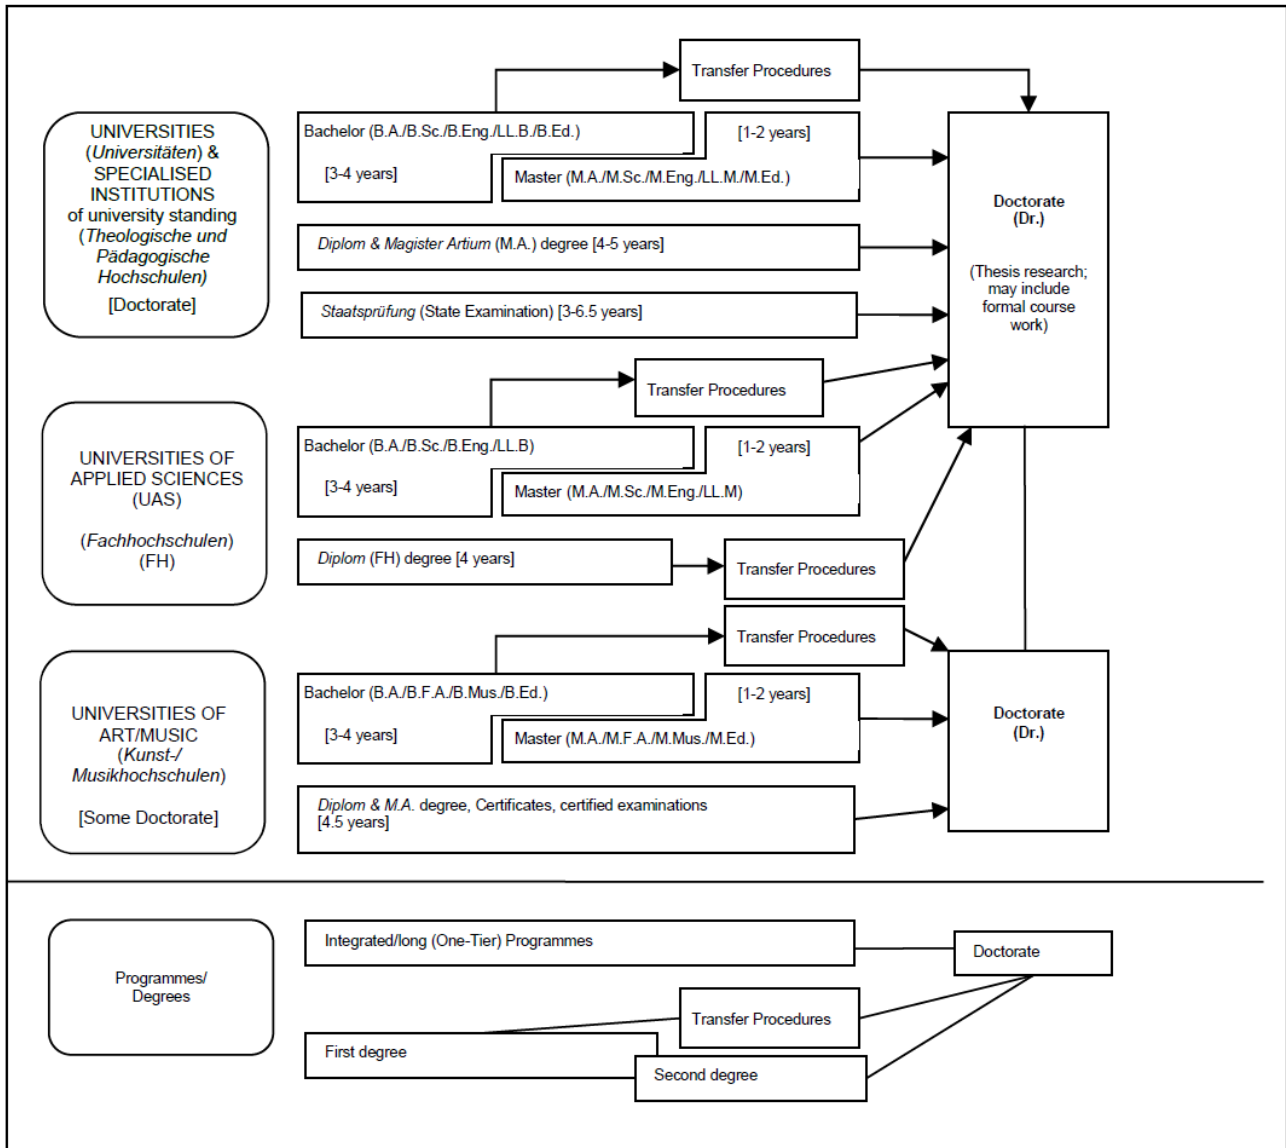 Transfer Procedures
UNIVERSITIES
(Universitäten) &
SPECIALISED
INSTITUTIONS
of university standing
(Theologische und
Pädagogische
Hochschulen)
[Doctorate]
Bachelor (B.A./B.Sc./B.Eng./LL.B./B.Ed.)
[3-4 years]
[1-2 years]
Master (M.A./M.Sc./M.Eng./LL.M./M.Ed.)
Diplom & Magister Artium (M.A.) degree [4-5 years]
Staatsprüfung (State Examination) [3-6.5 years]
Doctorate
(Dr.)
(Thesis research;
may include
formal course
work)
Transfer Procedures
UNIVERSITIES OF
APPLIED SCIENCES
(UAS)
(Fachhochschulen)
(FH)
Bachelor (B.A./B.Sc./B.Eng./LL.B)
[3-4 years]
[1-2 years]
Master (M.A./M.Sc./M.Eng./LL.M)
Diplom (FH) degree [4 years]
Transfer Procedures
Transfer Procedures
UNIVERSITIES OF
ART/MUSIC
(Kunst-/
Musikhochschulen)
[Some Doctorate]
Bachelor (B.A./B.F.A./B.Mus./B.Ed.)
[3-4 years]
[1-2 years]
Master (M.A./M.F.A./M.Mus./M.Ed.)
Diplom & M.A. degree, Certificates, certified examinations
[4.5 years]
Doctorate
(Dr.)
Programmes/
Degrees
Integrated/long (One-Tier) Programmes
Doctorate
Transfer Procedures
First degree
Second degree